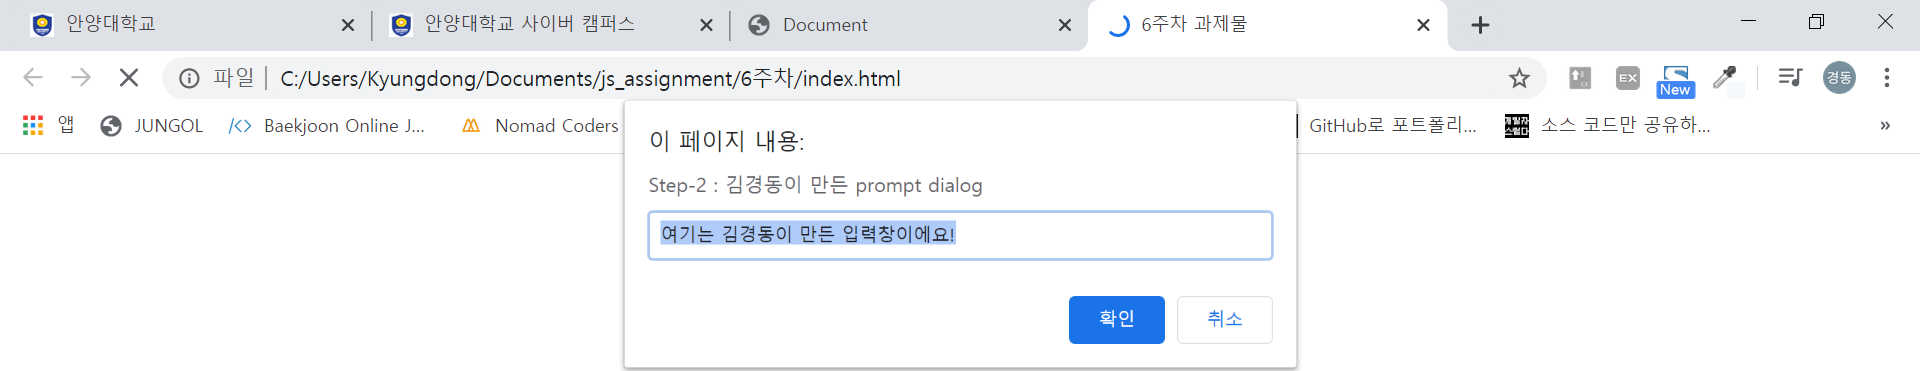 안양대학교
안양대학교 사이버 캠퍼스
Document
6주차 과제물
파일
C:/Users/Kyungdong/Documents/js_assignment/6주차/index.html
EX
New
경동
앱
JUNGOL
Baekjoon Online J...
Nomad Coders
GitHub로 포트폴리...
소스 코드만 공유하...
»
이 페이지 내용:
Step-2 : 김경동이 만든 prompt dialog
여기는 김경동이 만든 입력창이에요!
확인
취소